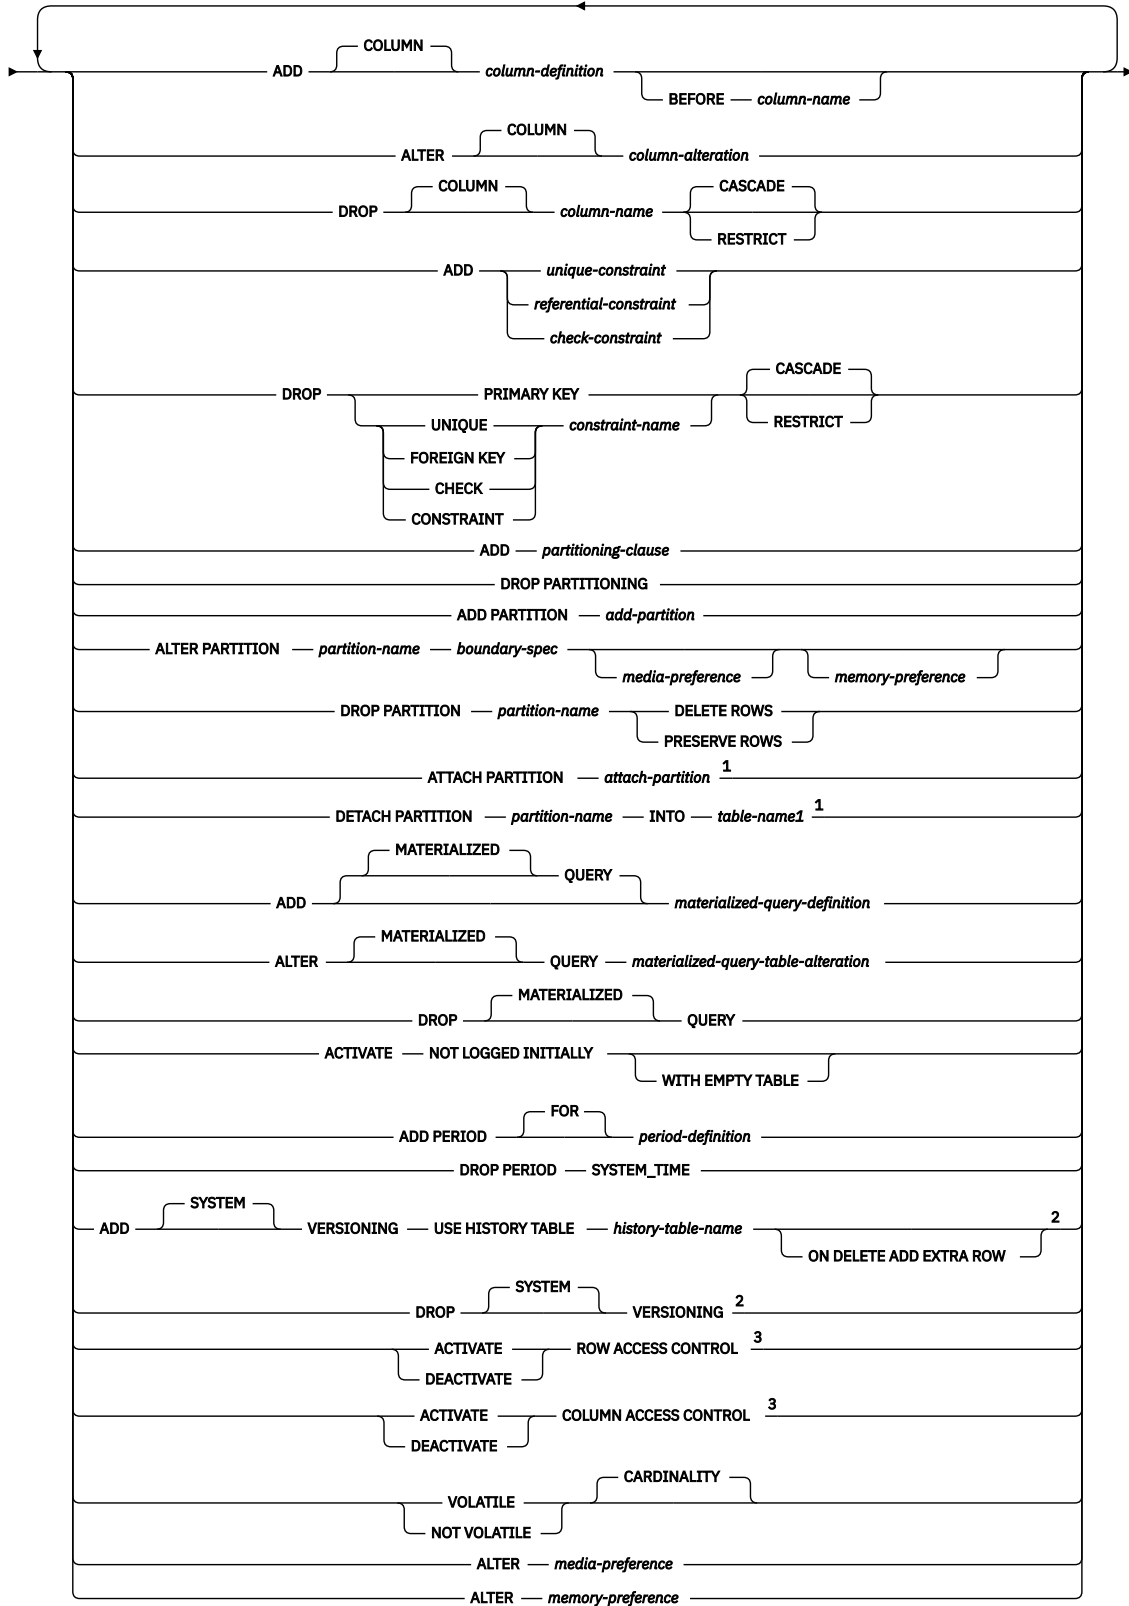 COLUMN
ADD column-definition
BEFORE column-name
COLUMN
ALTER column-alteration
COLUMN CASCADE
DROP column-name
RESTRICT
ADD unique-constraint
referential-constraint
check-constraint
CASCADE
DROP PRIMARY KEY
RESTRICT
UNIQUE constraint-name
FOREIGN KEY
CHECK
CONSTRAINT
ADD partitioning-clause
DROP PARTITIONING
ADD PARTITION add-partition
ALTER PARTITION partition-name boundary-spec
media-preference memory-preference
DROP PARTITION partition-name DELETE ROWS
PRESERVE ROWS
ATTACH PARTITION attach-partition 1
DETACH PARTITION partition-name INTO table-name1 1
MATERIALIZED
QUERY
ADD materialized-query-definition
MATERIALIZED
ALTER QUERY materialized-query-table-alteration
MATERIALIZED
DROP QUERY
ACTIVATE NOT LOGGED INITIALLY
WITH EMPTY TABLE
FOR
ADD PERIOD period-definition
DROP PERIOD SYSTEM_TIME
SYSTEM
ADD VERSIONING USE HISTORY TABLE history-table-name 2
ON DELETE ADD EXTRA ROW
SYSTEM
DROP VERSIONING 2
ACTIVATE ROW ACCESS CONTROL 3
DEACTIVATE
ACTIVATE COLUMN ACCESS CONTROL 3
DEACTIVATE
CARDINALITY
VOLATILE
NOT VOLATILE
ALTER media-preference
ALTER memory-preference